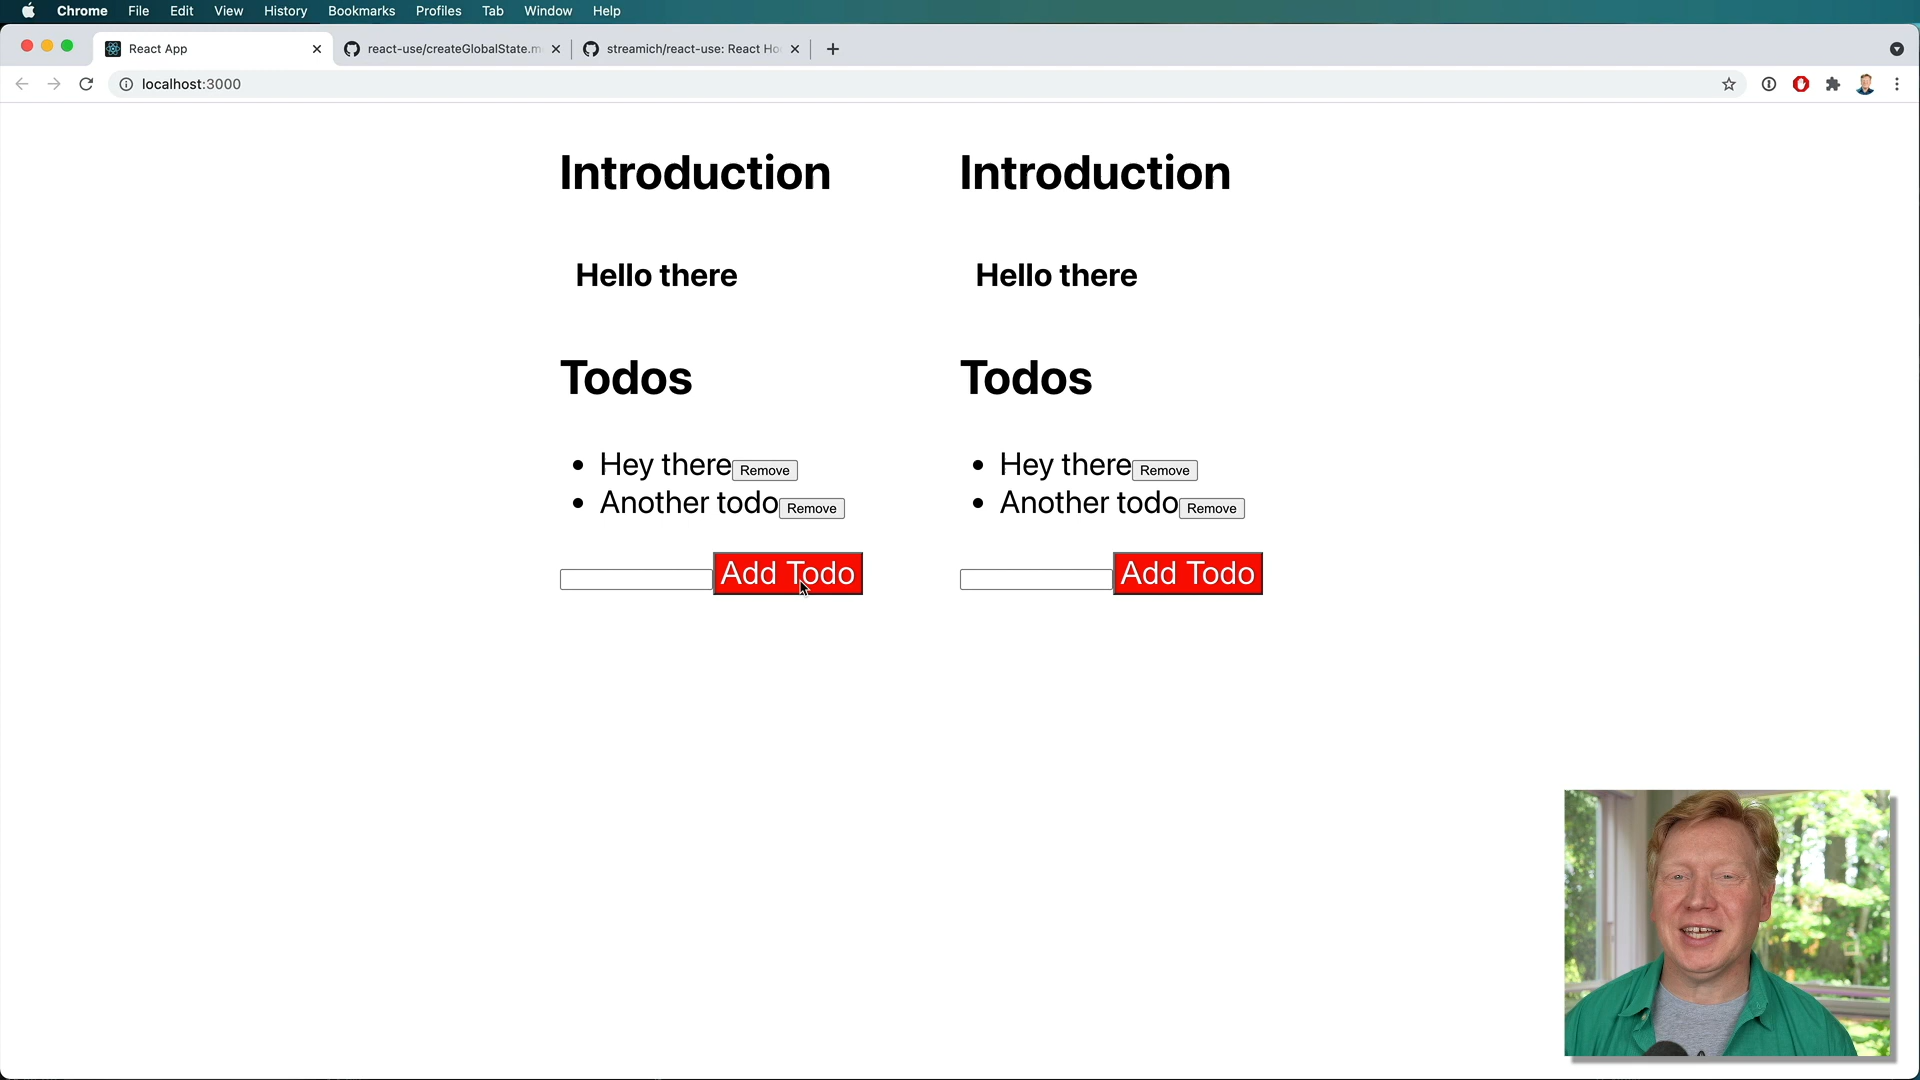 Chrome File Edit View History Bookmarks Profiles Tab Window Help
React App react-use/createGlobalState.m streamich/react-use: React Ho
localhost:3000
Introduction Introduction
Hello there Hello there
Todos Todos
Hey there Remove Hey there Remove
Another todo Remove Another todo Remove
Add Todo Add Todo